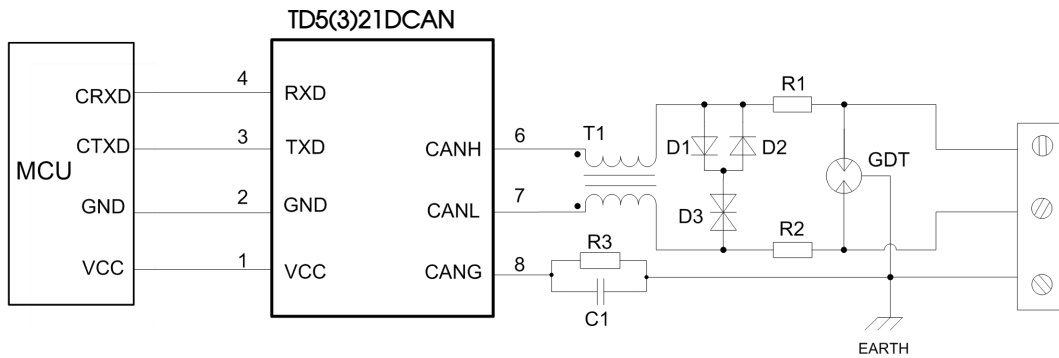 TD5(3)21DCAN
MCU
CRXD
CTXD
GND
VCC
4
3
2
1
RXD
TXD
GND
VCC
CANH
CANL
CANG
6
7
8
T1
D1
D2
D3
R1
R2
GDT
R3
C1
EARTH